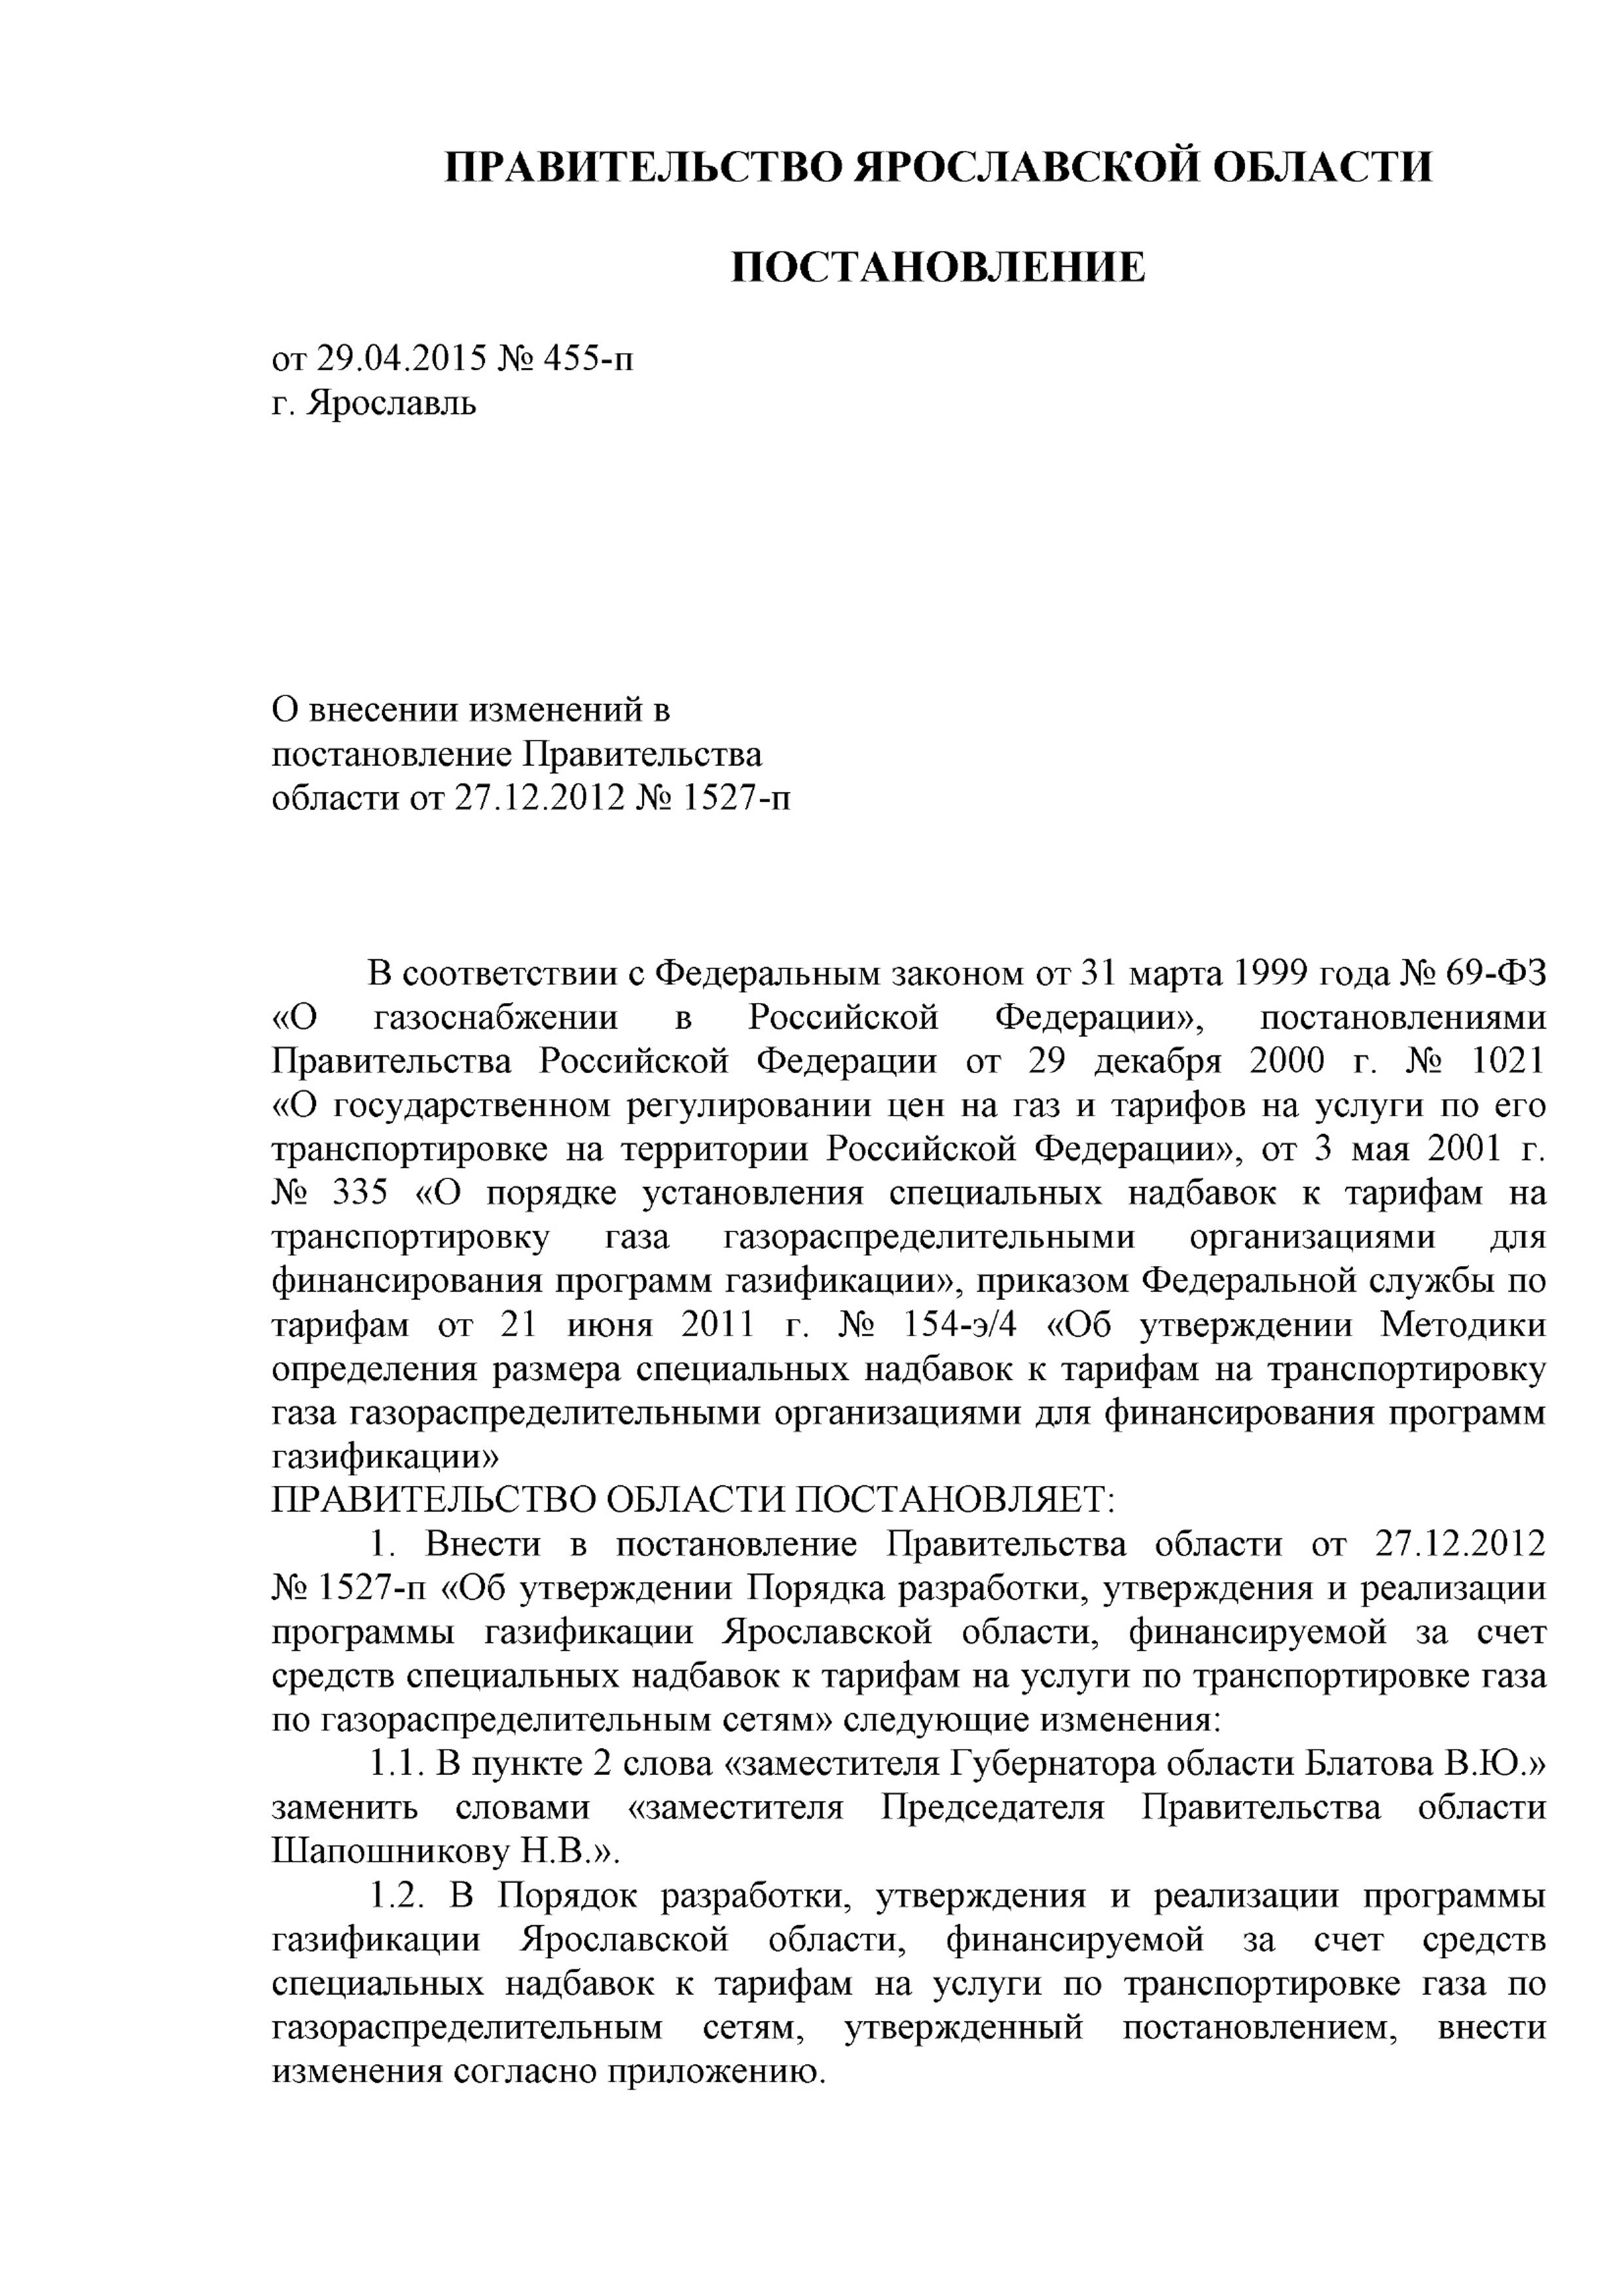 ПРАВИТЕЛЬСТВО ЯРОСЛАВСКОЙ ОБЛАСТИ
ПОСТАНОВЛЕНИЕ
от 29.04.2015 № 455-п
г. Ярославль
О внесении изменений в
постановление Правительства
области от 27.12.2012 № 1527-п
В соответствии с Федеральным законом от 31 марта 1999 года № 69-ФЗ
«О газоснабжении в Российской Федерации», постановлениями
Правительства Российской Федерации от 29 декабря 2000 г. № 1021
«О государственном регулировании цен на газ и тарифов на услуги по его
транспортировке на территории Российской Федерации», от 3 мая 2001 г.
№ 335 «О порядке установления специальных надбавок к тарифам на
транспортировку газа газораспределительными организациями для
финансирования программ газификации», приказом Федеральной службы по
тарифам от 21 июня 2011 г. № 154-э/4 «Об утверждении Методики
определения размера специальных надбавок к тарифам на транспортировку
газа газораспределительными организациями для финансирования программ
газификации»
ПРАВИТЕЛЬСТВО ОБЛАСТИ ПОСТАНОВЛЯЕТ:
1. Внести в постановление Правительства области от 27.12.2012
№ 1527-п «Об утверждении Порядка разработки, утверждения и реализации
программы газификации Ярославской области, финансируемой за счет
средств специальных надбавок к тарифам на услуги по транспортировке газа
по газораспределительным сетям» следующие изменения:
1.1. В пункте 2 слова «заместителя Губернатора области Блатова В.Ю.»
заменить словами «заместителя Председателя Правительства области
Шапошникову Н.В.».
1.2. В Порядок разработки, утверждения и реализации программы
газификации Ярославской области, финансируемой за счет средств
специальных надбавок к тарифам на услуги по транспортировке газа по
газораспределительным сетям, утвержденный постановлением, внести
изменения согласно приложению.